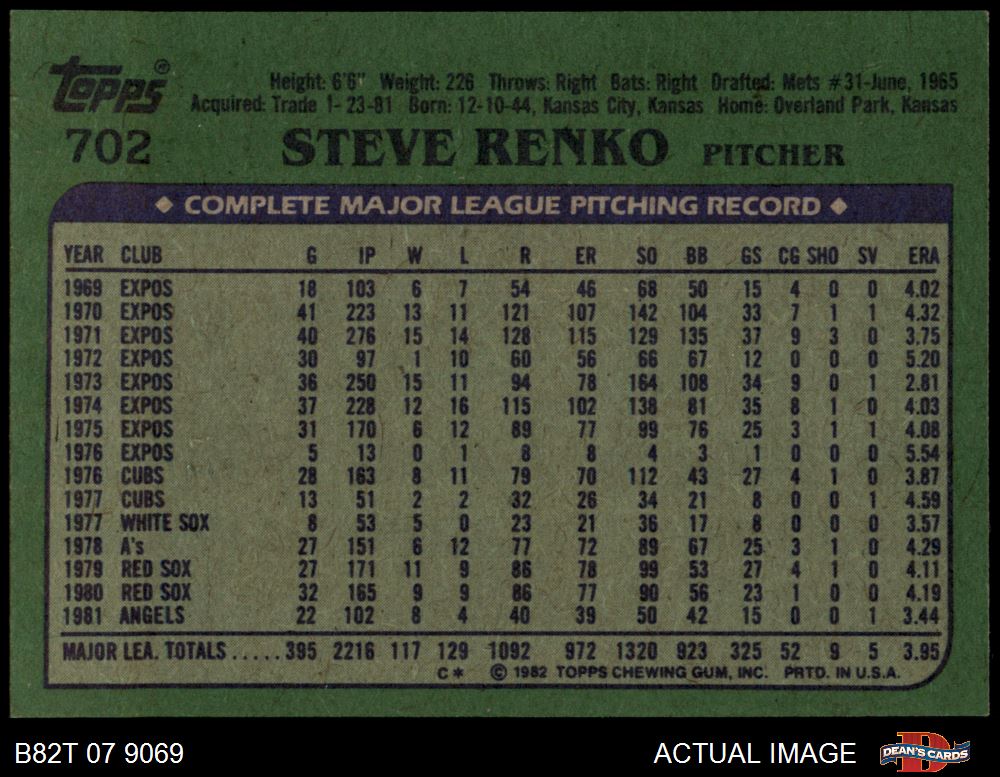 Topps®
Height: 6'6" Weight: 226 Throws: Right Bats: Right Drafted: Mets #31-June, 1965
Acquired: Trade 1-23-81 Born: 12-10-44, Kansas City, Kansas Home: Overland Park, Kansas
702 STEVE RENKO PITCHER
◆ COMPLETE MAJOR LEAGUE PITCHING RECORD ◆
YEAR CLUB G IP W L R ER SO BB GS CG SHO SV ERA
1969 EXPOS 18 103 6 7 54 46 68 50 15 4 0 0 4.02
1970 EXPOS 41 223 13 11 121 107 142 104 33 7 1 1 4.32
1971 EXPOS 40 276 15 14 128 115 129 135 37 9 3 0 3.75
1972 EXPOS 30 97 1 10 60 56 66 67 12 0 0 0 5.20
1973 EXPOS 36 250 15 11 94 78 164 108 34 9 0 1 2.81
1974 EXPOS 37 228 12 16 115 102 138 81 35 8 1 0 4.03
1975 EXPOS 31 170 6 12 89 77 99 76 25 3 1 1 4.08
1976 EXPOS 5 13 0 1 8 8 4 3 1 0 0 0 5.54
1976 CUBS 28 163 8 11 79 70 112 43 27 4 1 0 3.87
1977 CUBS 13 51 2 2 32 26 34 21 8 0 0 1 4.59
1977 WHITE SOX 8 53 5 0 23 21 36 17 8 0 0 0 3.57
1978 A's 27 151 6 12 77 72 89 67 25 3 1 0 4.29
1979 RED SOX 27 171 11 9 86 78 99 53 27 4 1 0 4.11
1980 RED SOX 32 165 9 9 86 77 90 56 23 1 0 0 4.19
1981 ANGELS 22 102 8 4 40 39 50 42 15 0 0 1 3.44
MAJOR LEA. TOTALS.....395 2216 117 129 1092 972 1320 923 325 52 9 5 3.95
C* © 1982 TOPPS CHEWING GUM, INC. PRTD. IN U.S.A.
B82T 07 9069 ACTUAL IMAGE DEAN'S CARDS